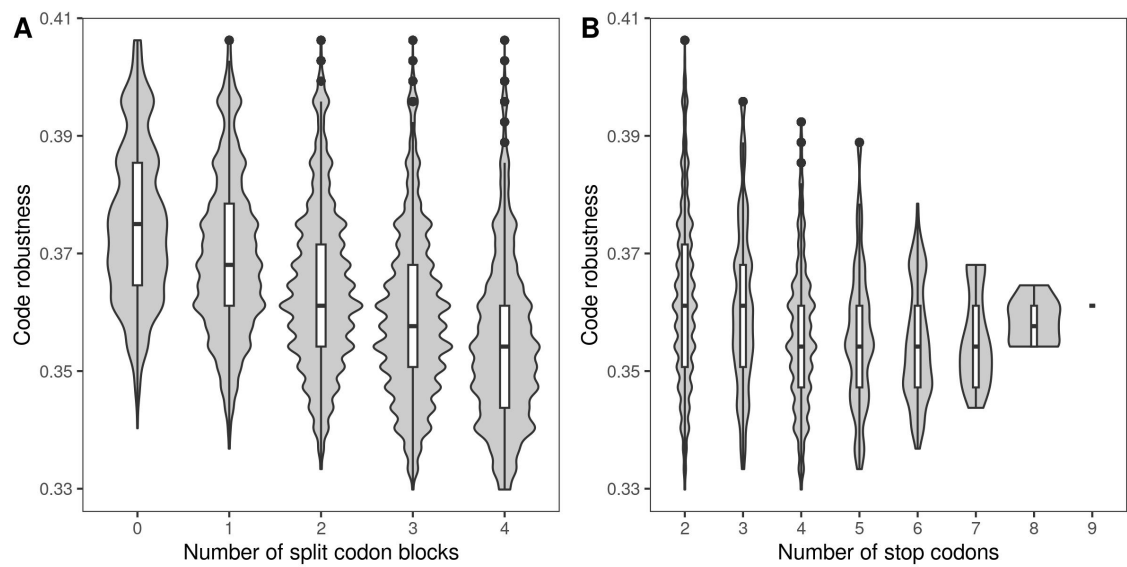 A
Code robustness
0.41
0.39
0.37
0.35
0.33
0 1 2 3 4
Number of split codon blocks
B
Code robustness
0.41
0.39
0.37
0.35
0.33
2 3 4 5 6 7 8 9
Number of stop codons